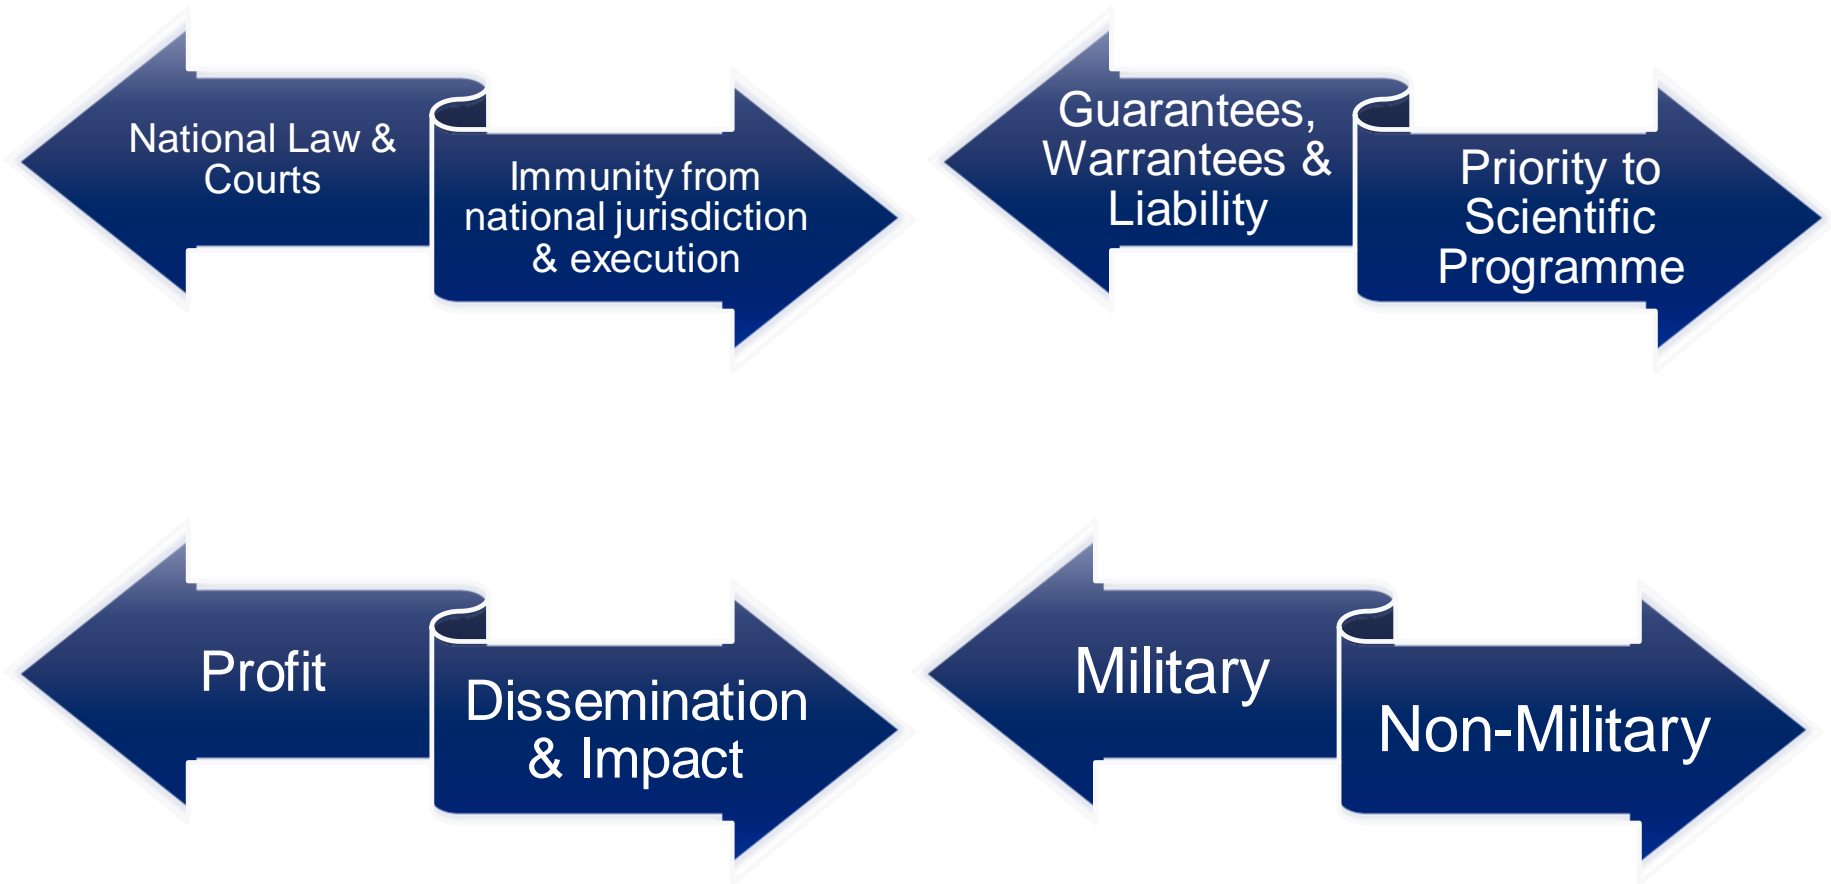 National Law &
Courts
Immunity from
national jurisdiction
& execution
Guarantees,
Warrantees &
Liability
Priority to
Scientific
Programme
Profit
Dissemination
& Impact
Military
Non-Military